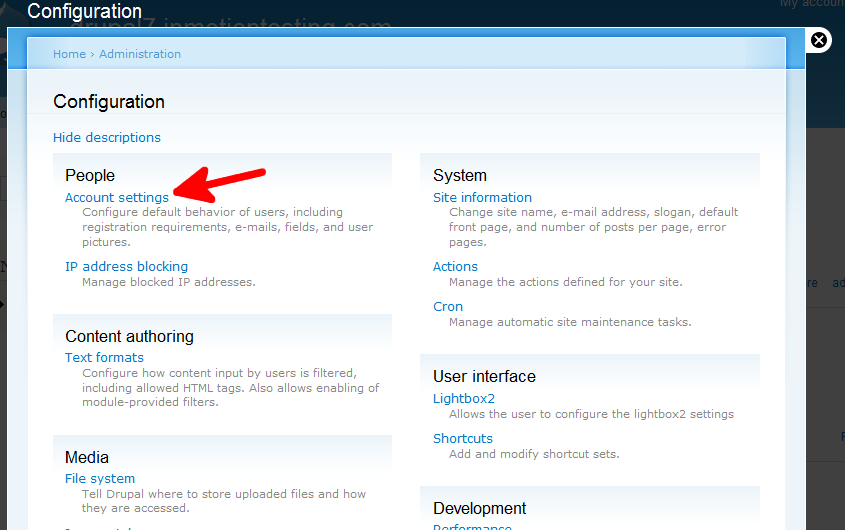 Configuration
drupal7.inmotiontesting.com
My accoun
Home › Administration
Configuration
Hide descriptions
People
Account settings
Configure default behavior of users, including
registration requirements, e-mails, fields, and user
pictures.
IP address blocking
Manage blocked IP addresses.
Content authoring
Text formats
Configure how content input by users is filtered,
including allowed HTML tags. Also allows enabling of
module-provided filters.
Media
File system
Tell Drupal where to store uploaded files and how
they are accessed.
System
Site information
Change site name, e-mail address, slogan, default
front page, and number of posts per page, error
pages.
Actions
Manage the actions defined for your site.
Cron
Manage automatic site maintenance tasks.
User interface
Lightbox2
Allows the user to configure the lightbox2 settings
Shortcuts
Add and modify shortcut sets.
Development
Performance